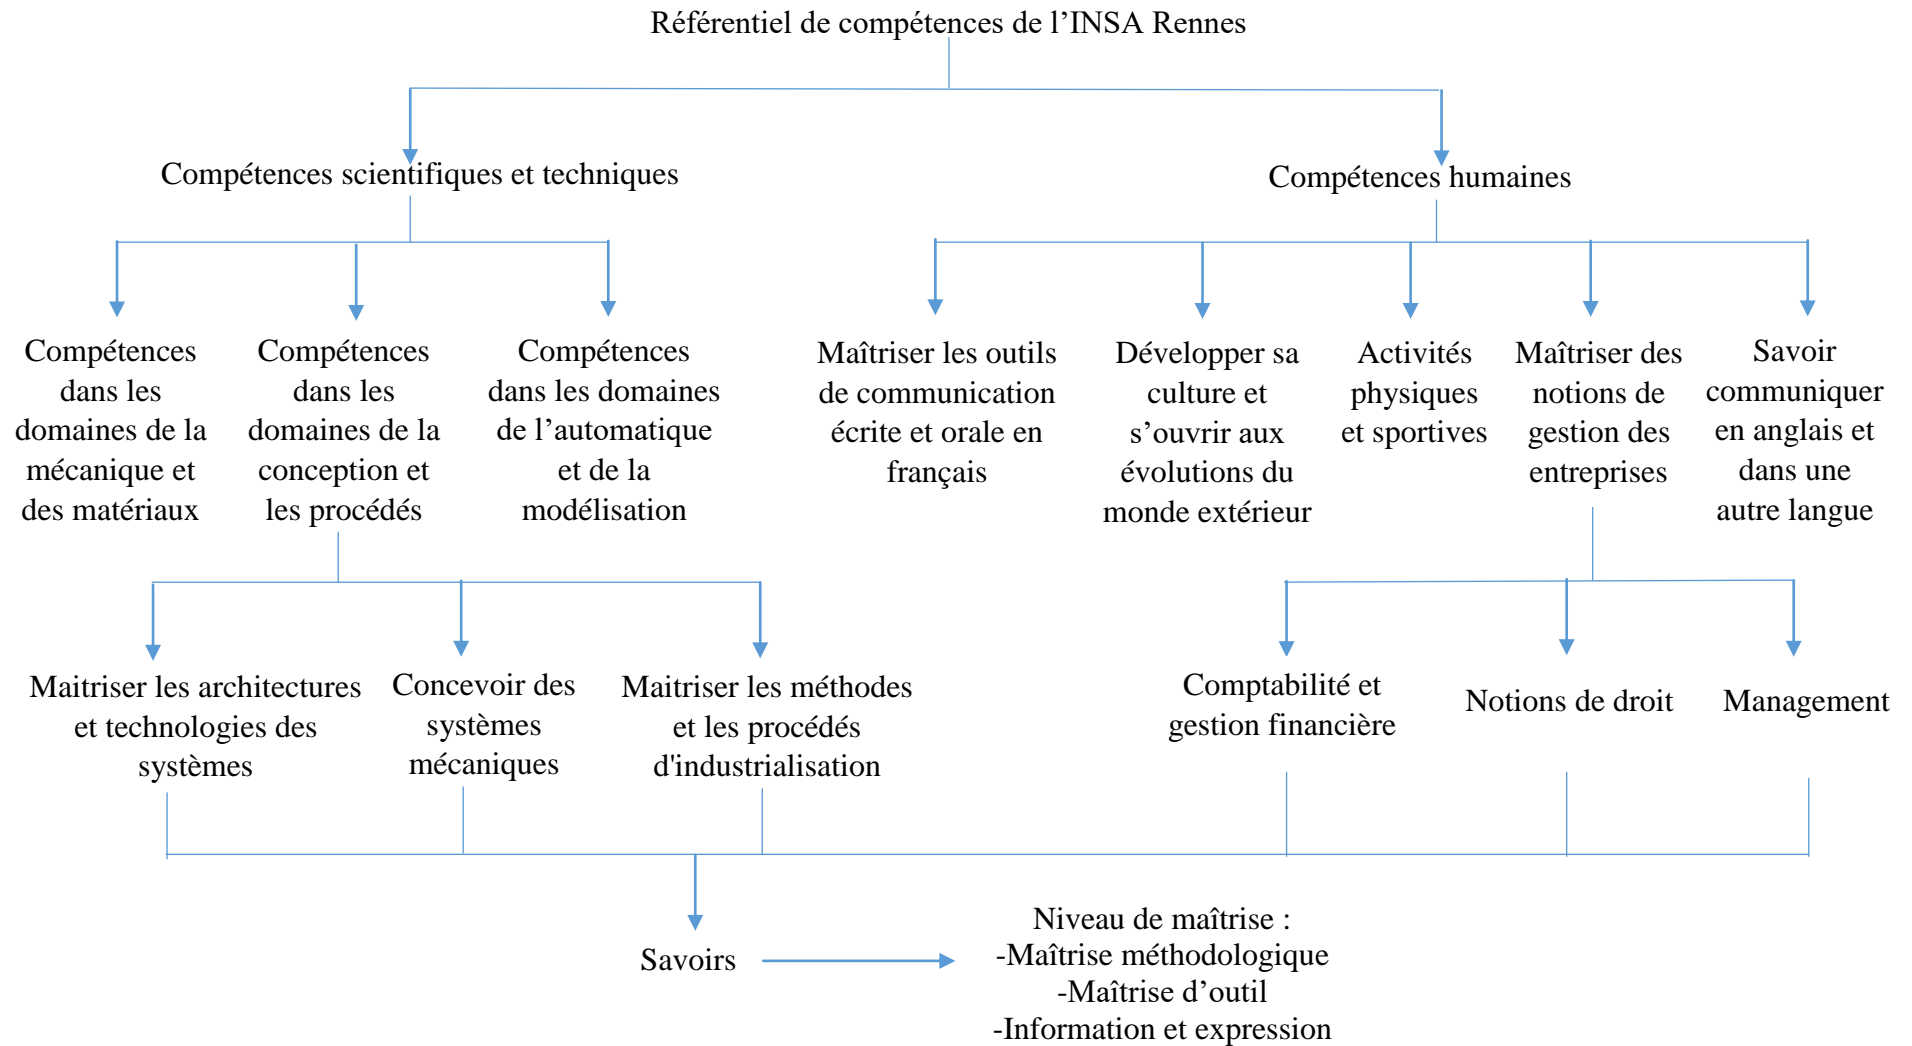 Référentiel de compétences de l’INSA Rennes
Compétences scientifiques et techniques
Compétences humaines
Compétences
dans les
domaines de la
mécanique et
des matériaux
Compétences
dans les
domaines de la
conception et
les procédés
Compétences
dans les domaines
de l’automatique
et de la
modélisation
Maîtriser les outils
de communication
écrite et orale en
français
Développer sa
culture et
s’ouvrir aux
évolutions du
monde extérieur
Activités
physiques
et sportives
Maîtriser des
notions de
gestion des
entreprises
Savoir
communiquer
en anglais et
dans une
autre langue
Maitriser les architectures
et technologies des
systèmes
Concevoir des
systèmes
mécaniques
Maitriser les méthodes
et les procédés
d'industrialisation
Comptabilité et
gestion financière
Notions de droit
Management
Savoirs
Niveau de maîtrise :
-Maîtrise méthodologique
-Maîtrise d’outil
-Information et expression